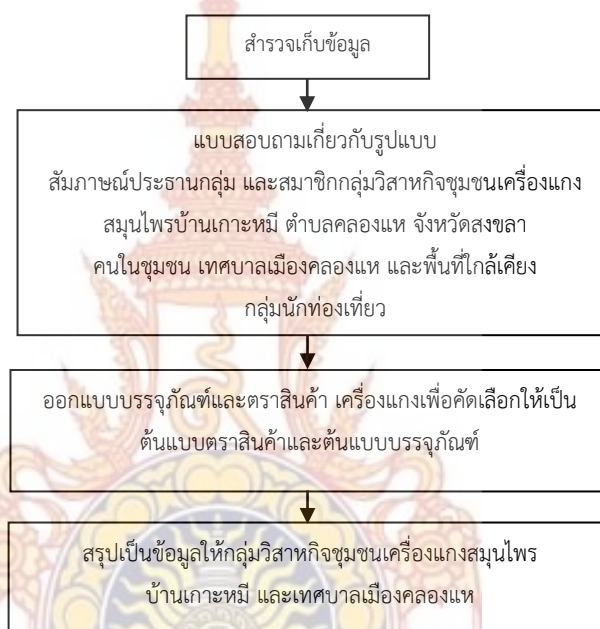 สำรวจเก็บข้อมูล
แบบสอบถามเกี่ยวกับรูปแบบ
สัมภาษณ์ประธานกลุ่ม และสมาชิกกลุ่มวิสาหกิจชุมชนเครื่องแกง
สมุนไพรบ้านเกาะหมี ตำบลคลองแห จังหวัดสงขลา
คนในชุมชน เทศบาลเมืองคลองแห และพื้นที่ใกล้เคียง
กลุ่มนักท่องเที่ยว
ออกแบบบรรจุภัณฑ์และตราสินค้า เครื่องแกงเพื่อคัดเลือกให้เป็น
ต้นแบบตราสินค้าและต้นแบบบรรจุภัณฑ์
สรุปเป็นข้อมูลให้กลุ่มวิสาหกิจชุมชนเครื่องแกงสมุนไพร
บ้านเกาะหมี และเทศบาลเมืองคลองแห